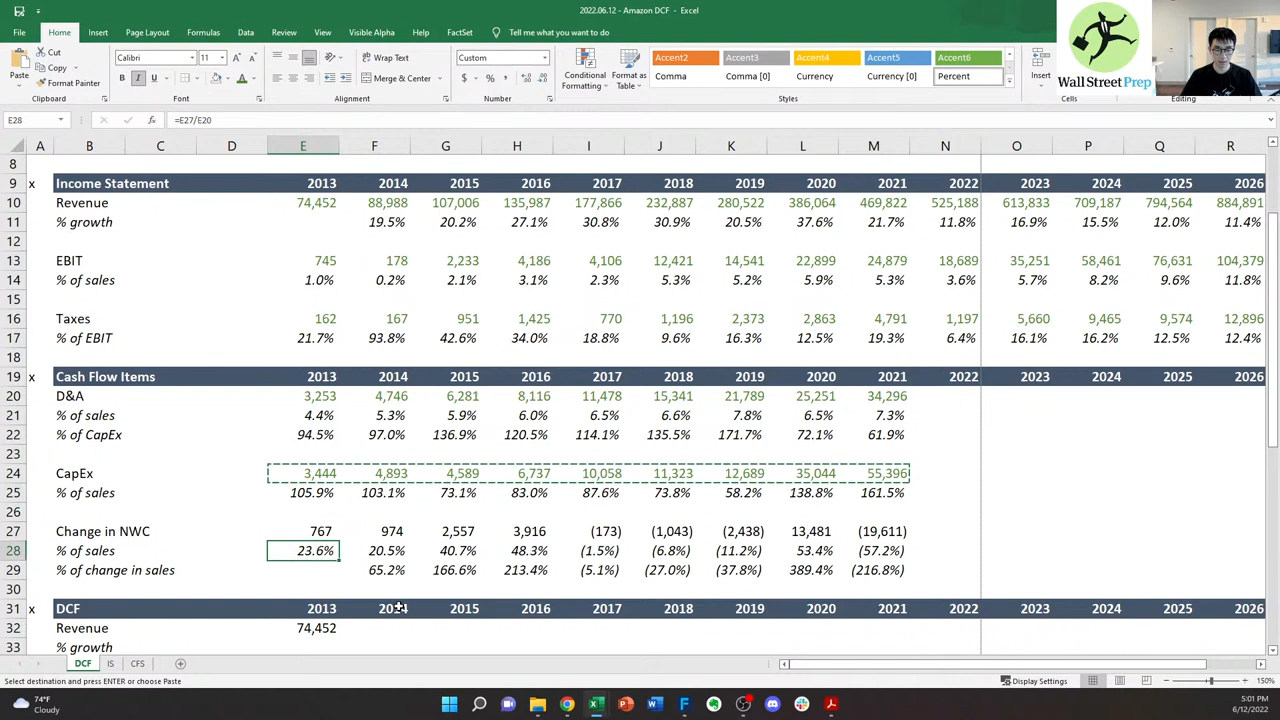 2022.06.12 - Amazon DCF - Excel
File Home Insert Page Layout Formulas Data Review View Visible Alpha Help FactSet Tell me what you want to do
Cut
Copy
Format Painter
Paste
Clipboard
Calibri 11
B I U
Font
Wrap Text
Merge & Center
Alignment
Custom
$ % ,
Number
Conditional Formatting
Format as Table
Accent2 Accent3 Accent4 Accent5 Accent6
Comma Comma [0] Currency Currency [0] Percent
Styles
Insert
Cells
Editing
WALL STREET PREP
E28 fx =E27/E20
A B C D E F G H I J K L M N O P Q R
8
9 x Income Statement 2013 2014 2015 2016 2017 2018 2019 2020 2021 2022 2023 2024 2025 2026
10 Revenue 74,452 88,988 107,006 135,987 177,866 232,887 280,522 386,064 469,822 525,188 613,833 709,187 794,564 884,891
11 % growth 19.5% 20.2% 27.1% 30.8% 30.9% 20.5% 37.6% 21.7% 11.8% 16.9% 15.5% 12.0% 11.4%
12
13 EBIT 745 178 2,233 4,186 4,106 12,421 14,541 22,899 24,879 18,689 35,251 58,461 76,631 104,379
14 % of sales 1.0% 0.2% 2.1% 3.1% 2.3% 5.3% 5.2% 5.9% 5.3% 3.6% 5.7% 8.2% 9.6% 11.8%
15
16 Taxes 162 167 951 1,425 770 1,196 2,373 2,863 4,791 1,197 5,660 9,465 9,574 12,896
17 % of EBIT 21.7% 93.8% 42.6% 34.0% 18.8% 9.6% 16.3% 12.5% 19.3% 6.4% 16.1% 16.2% 12.5% 12.4%
18
19 x Cash Flow Items 2013 2014 2015 2016 2017 2018 2019 2020 2021 2022 2023 2024 2025 2026
20 D&A 3,253 4,746 6,281 8,116 11,478 15,341 21,789 25,251 34,296
21 % of sales 4.4% 5.3% 5.9% 6.0% 6.5% 6.6% 7.8% 6.5% 7.3%
22 % of CapEx 94.5% 97.0% 136.9% 120.5% 114.1% 135.5% 171.7% 72.1% 61.9%
23
24 CapEx 3,444 4,893 4,589 6,737 10,058 11,323 12,689 35,044 55,396
25 % of sales 105.9% 103.1% 73.1% 83.0% 87.6% 73.8% 58.2% 138.8% 161.5%
26
27 Change in NWC 767 974 2,557 3,916 (173) (1,043) (2,438) 13,481 (19,611)
28 % of sales 23.6% 20.5% 40.7% 48.3% (1.5%) (6.8%) (11.2%) 53.4% (57.2%)
29 % of change in sales 65.2% 166.6% 213.4% (5.1%) (27.0%) (37.8%) 389.4% (216.8%)
30
31 x DCF 2013 2014 2015 2016 2017 2018 2019 2020 2021 2022 2023 2024 2025 2026
32 Revenue 74,452
33 % growth
DCF IS CFS
Select destination and press ENTER or choose Paste Display Settings 150%
74°F
Cloudy
5:01 PM
6/12/2022